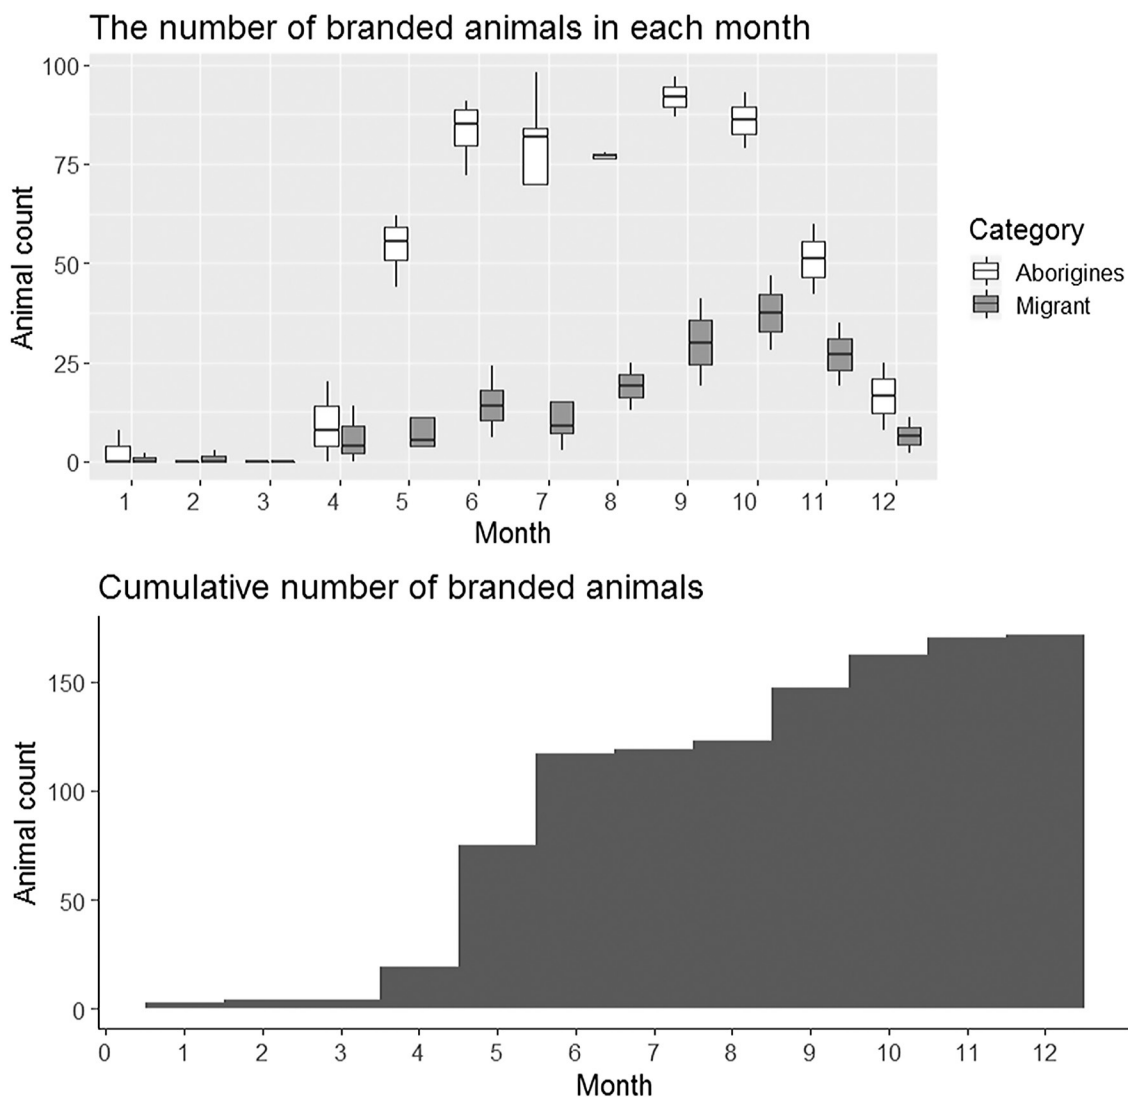 The number of branded animals in each month
100
75
50
25
0
Animal count
1 2 3 4 5 6 7 8 9 10 11 12
Month
Category
Aborigines
Migrant
Cumulative number of branded animals
150
100
50
0
Animal count
0 1 2 3 4 5 6 7 8 9 10 11 12
Month